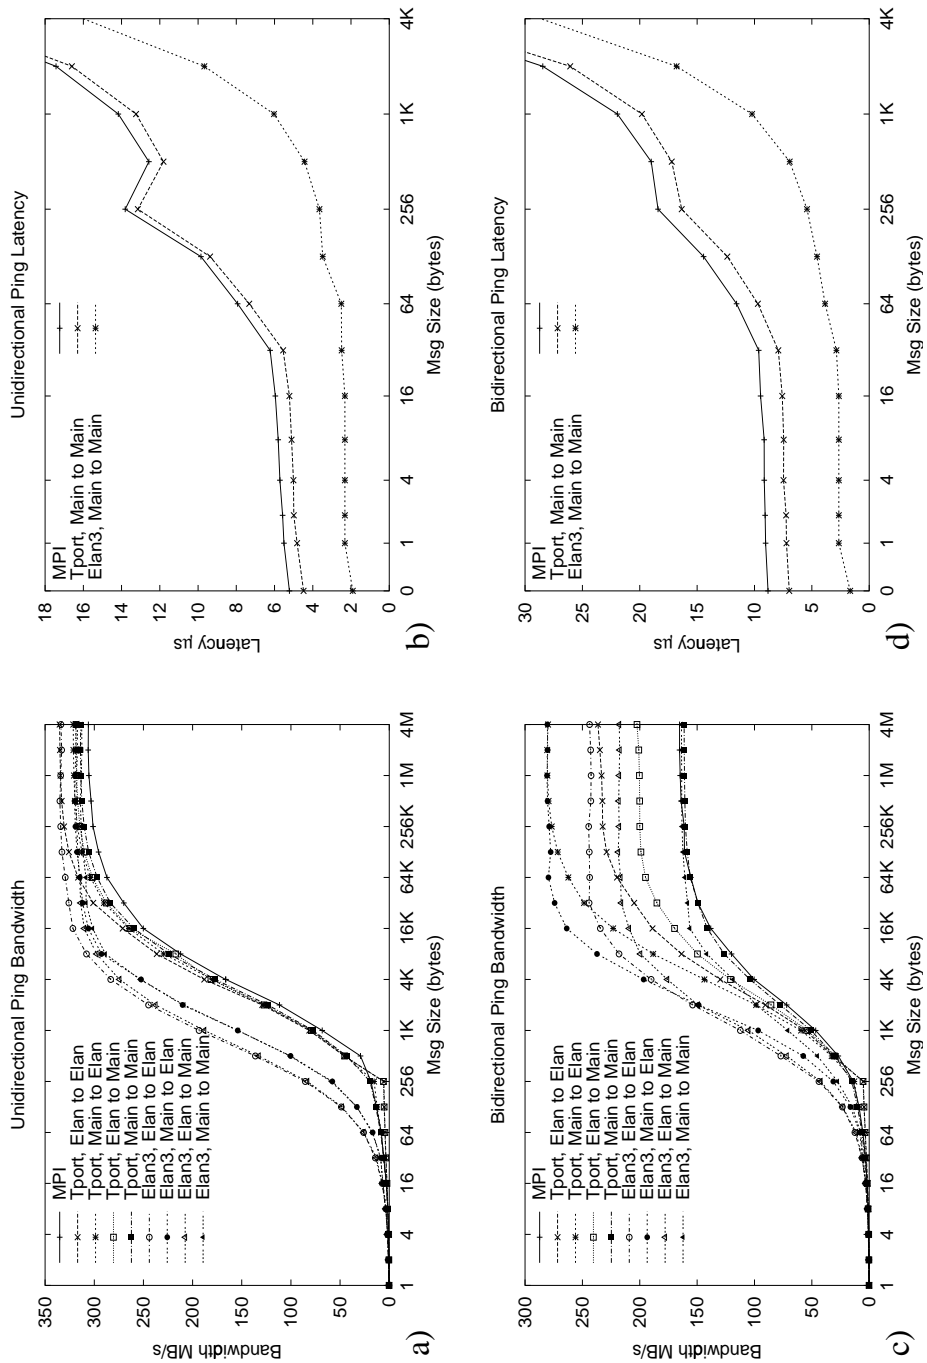 a)
Unidirectional Ping Bandwidth
Bandwidth MB/s
350
300
250
200
150
100
50
0
MPI
Tport, Elan to Elan
Tport, Main to Elan
Tport, Elan to Main
Tport, Main to Main
Elan3, Elan to Elan
Elan3, Main to Elan
Elan3, Elan to Main
Elan3, Main to Main
1 4 16 64 256 1K 4K 16K 64K 256K 1M 4M
Msg Size (bytes)
b)
Unidirectional Ping Latency
Latency μs
18
16
14
12
10
8
6
4
2
0
MPI
Tport, Main to Main
Elan3, Main to Main
0 1 4 16 64 256 1K 4K
Msg Size (bytes)
c)
Bidirectional Ping Bandwidth
Bandwidth MB/s
300
250
200
150
100
50
0
MPI
Tport, Elan to Elan
Tport, Main to Elan
Tport, Elan to Main
Tport, Main to Main
Elan3, Elan to Elan
Elan3, Main to Elan
Elan3, Elan to Main
Elan3, Main to Main
1 4 16 64 256 1K 4K 16K 64K 256K 1M 4M
Msg Size (bytes)
d)
Bidirectional Ping Latency
Latency μs
30
25
20
15
10
5
0
MPI
Tport, Main to Main
Elan3, Main to Main
0 1 4 16 64 256 1K 4K
Msg Size (bytes)